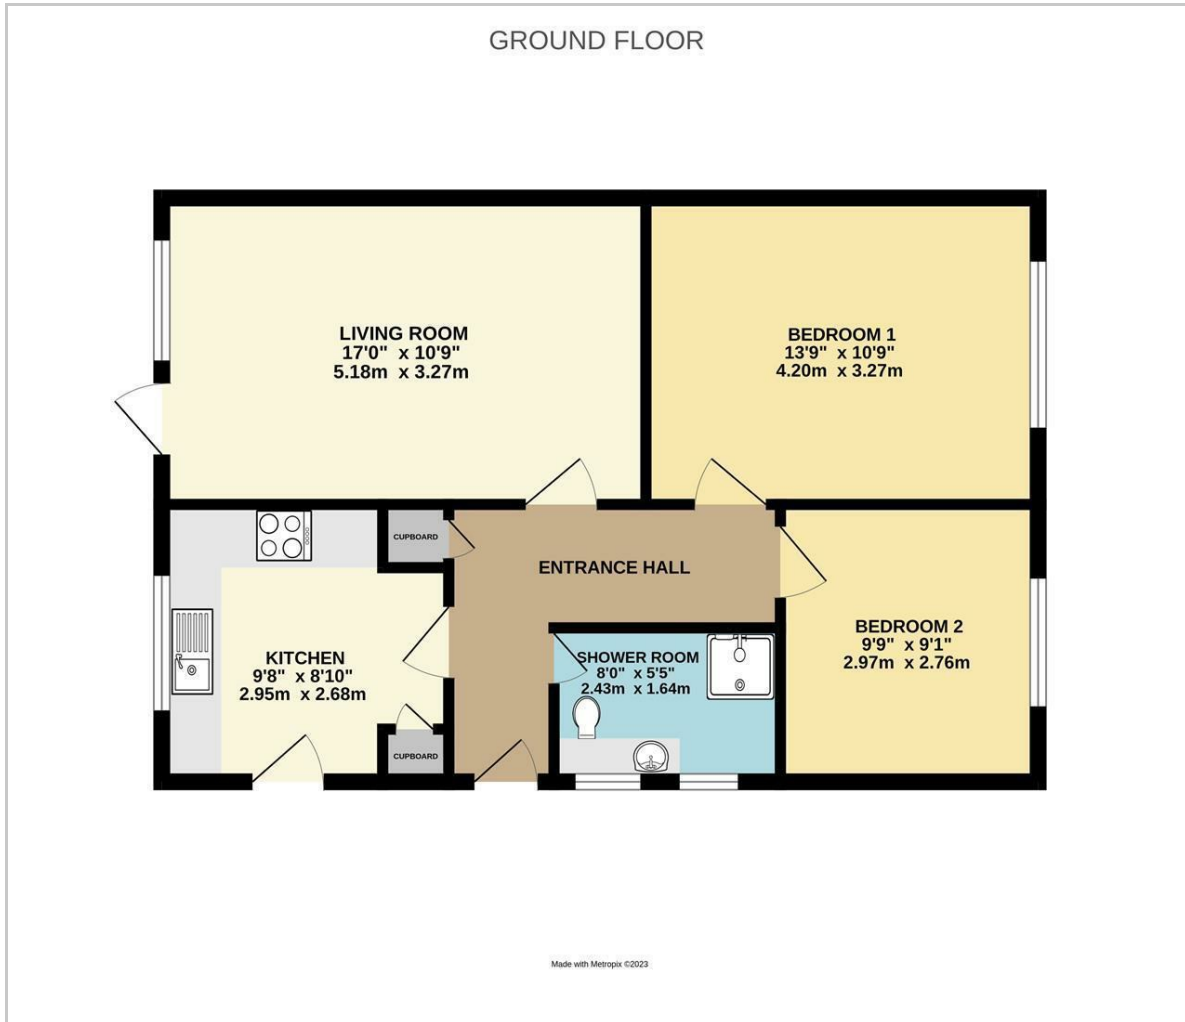 GROUND FLOOR
LIVING ROOM
17'0" x 10'9"
5.18m x 3.27m
BEDROOM 1
13'9" x 10'9"
4.20m x 3.27m
CUPBOARD
ENTRANCE HALL
KITCHEN
9'8" x 8'10"
2.95m x 2.68m
SHOWER ROOM
8'0" x 5'5"
2.43m x 1.64m
BEDROOM 2
9'9" x 9'1"
2.97m x 2.76m
CUPBOARD
Made with Metropix ©2023